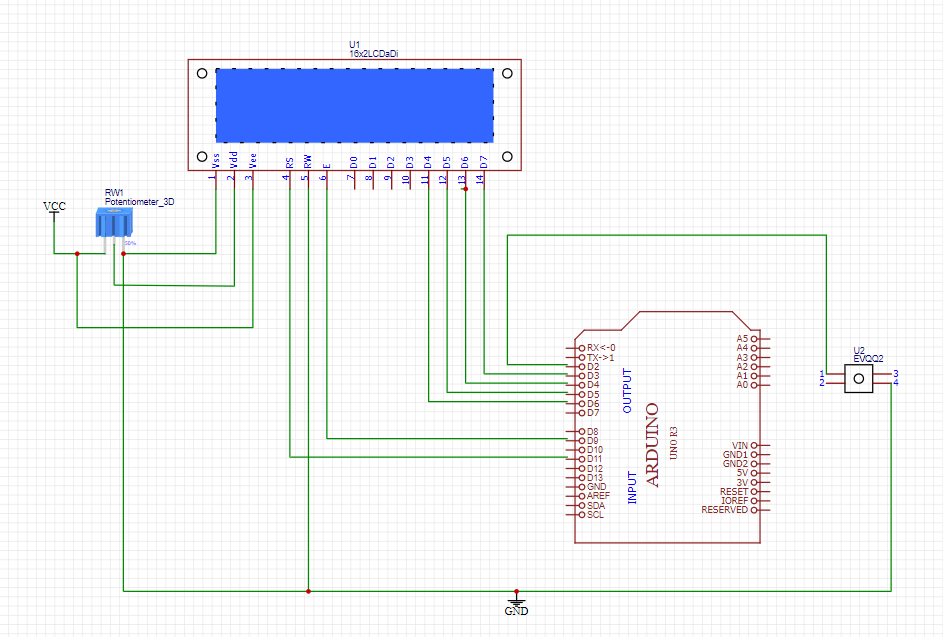 U1
16x2LCDaDi
Vss
Vdd
Vee
RS
RW
E
D0
D1
D2
D3
D4
D5
D6
D7
1
2
3
4
5
6
7
8
9
10
11
12
13
14
RW1
Potentiometer_3D
VCC
50%
RX<-0
TX->1
D2
D3
D4
D5
D6
D7
D8
D9
D10
D11
D12
D13
GND
AREF
SDA
SCL
OUTPUT
INPUT
ARDUINO
UNO R3
A5
A4
A3
A2
A1
A0
VIN
GND1
GND2
5V
3V
RESET
IOREF
RESERVED
U2
EVQQ2
1
2
3
4
GND